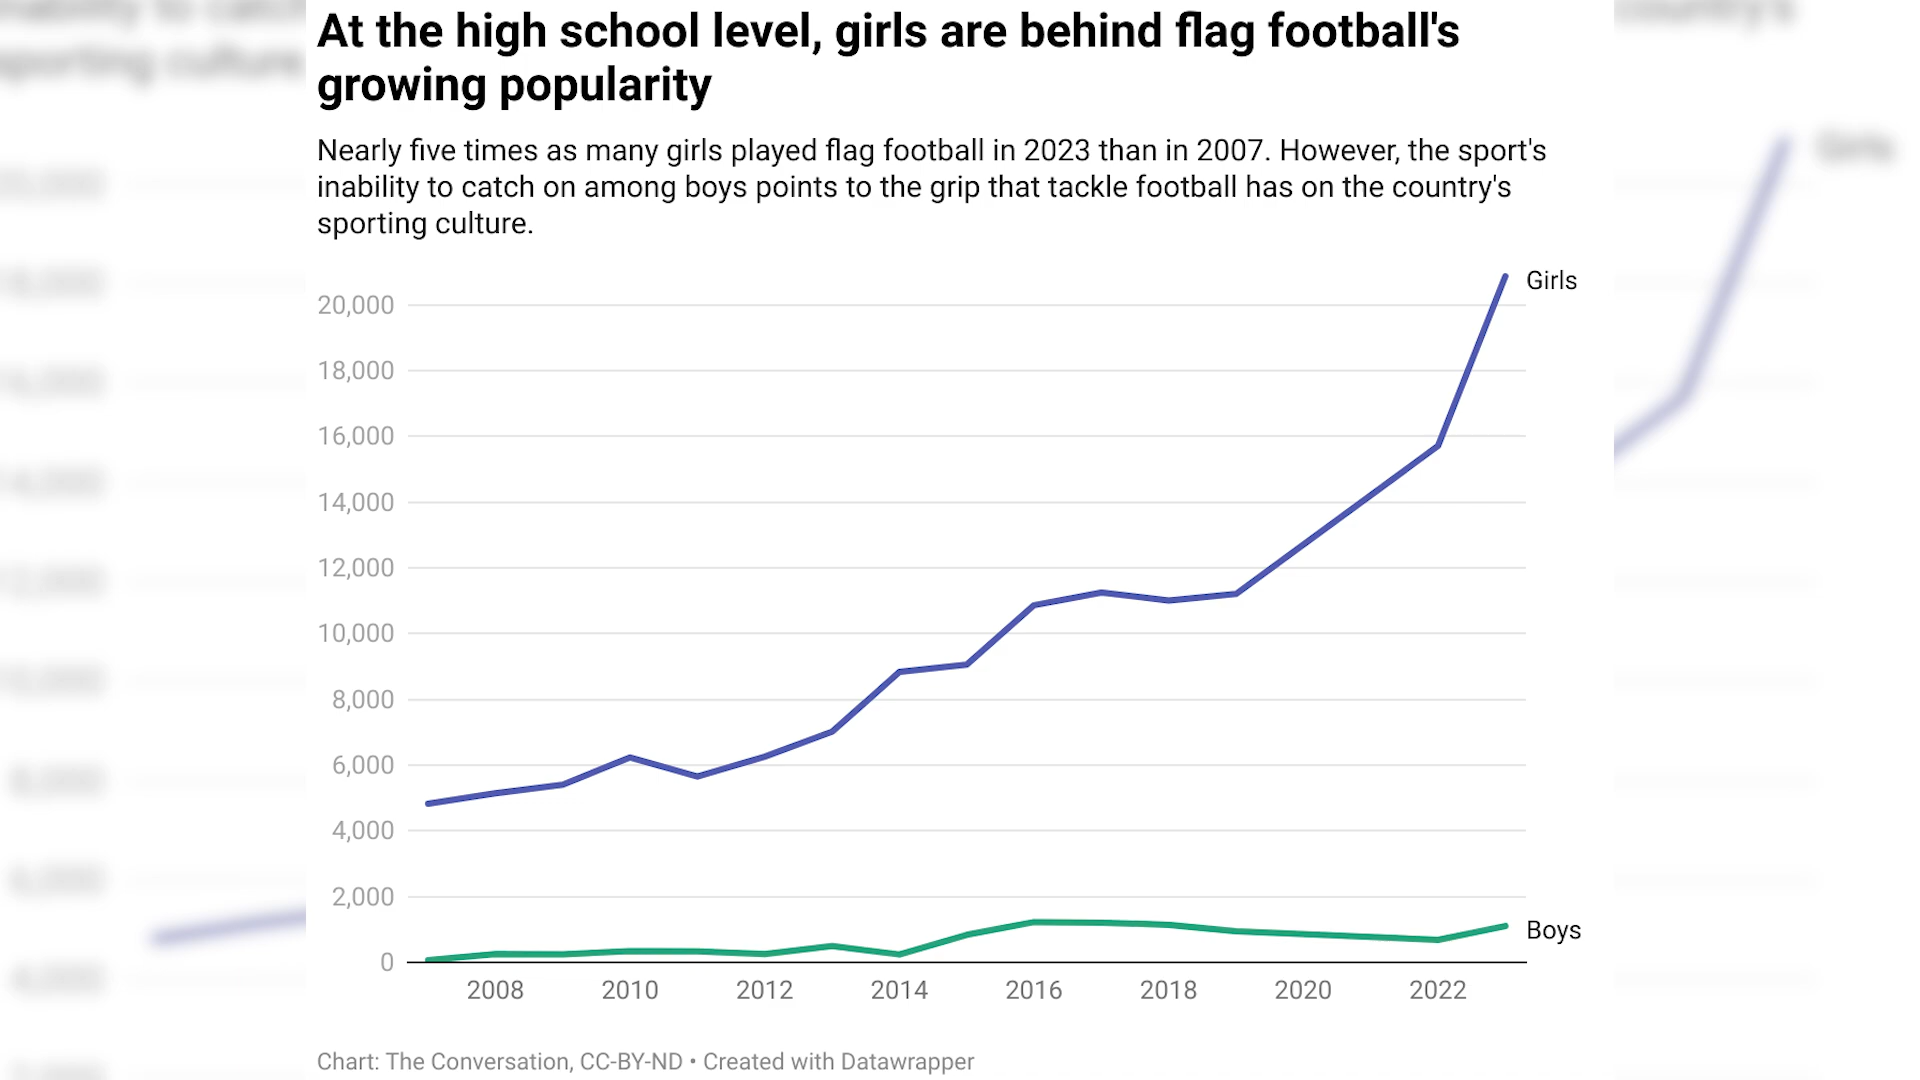 At the high school level, girls are behind flag football's
growing popularity
Nearly five times as many girls played flag football in 2023 than in 2007. However, the sport's
inability to catch on among boys points to the grip that tackle football has on the country's
sporting culture.
Girls
20,000
18,000
16,000
14,000
12,000
10,000
8,000
6,000
4,000
2,000
Boys
0
2008 2010 2012 2014 2016 2018 2020 2022
Chart: The Conversation, CC-BY-ND • Created with Datawrapper